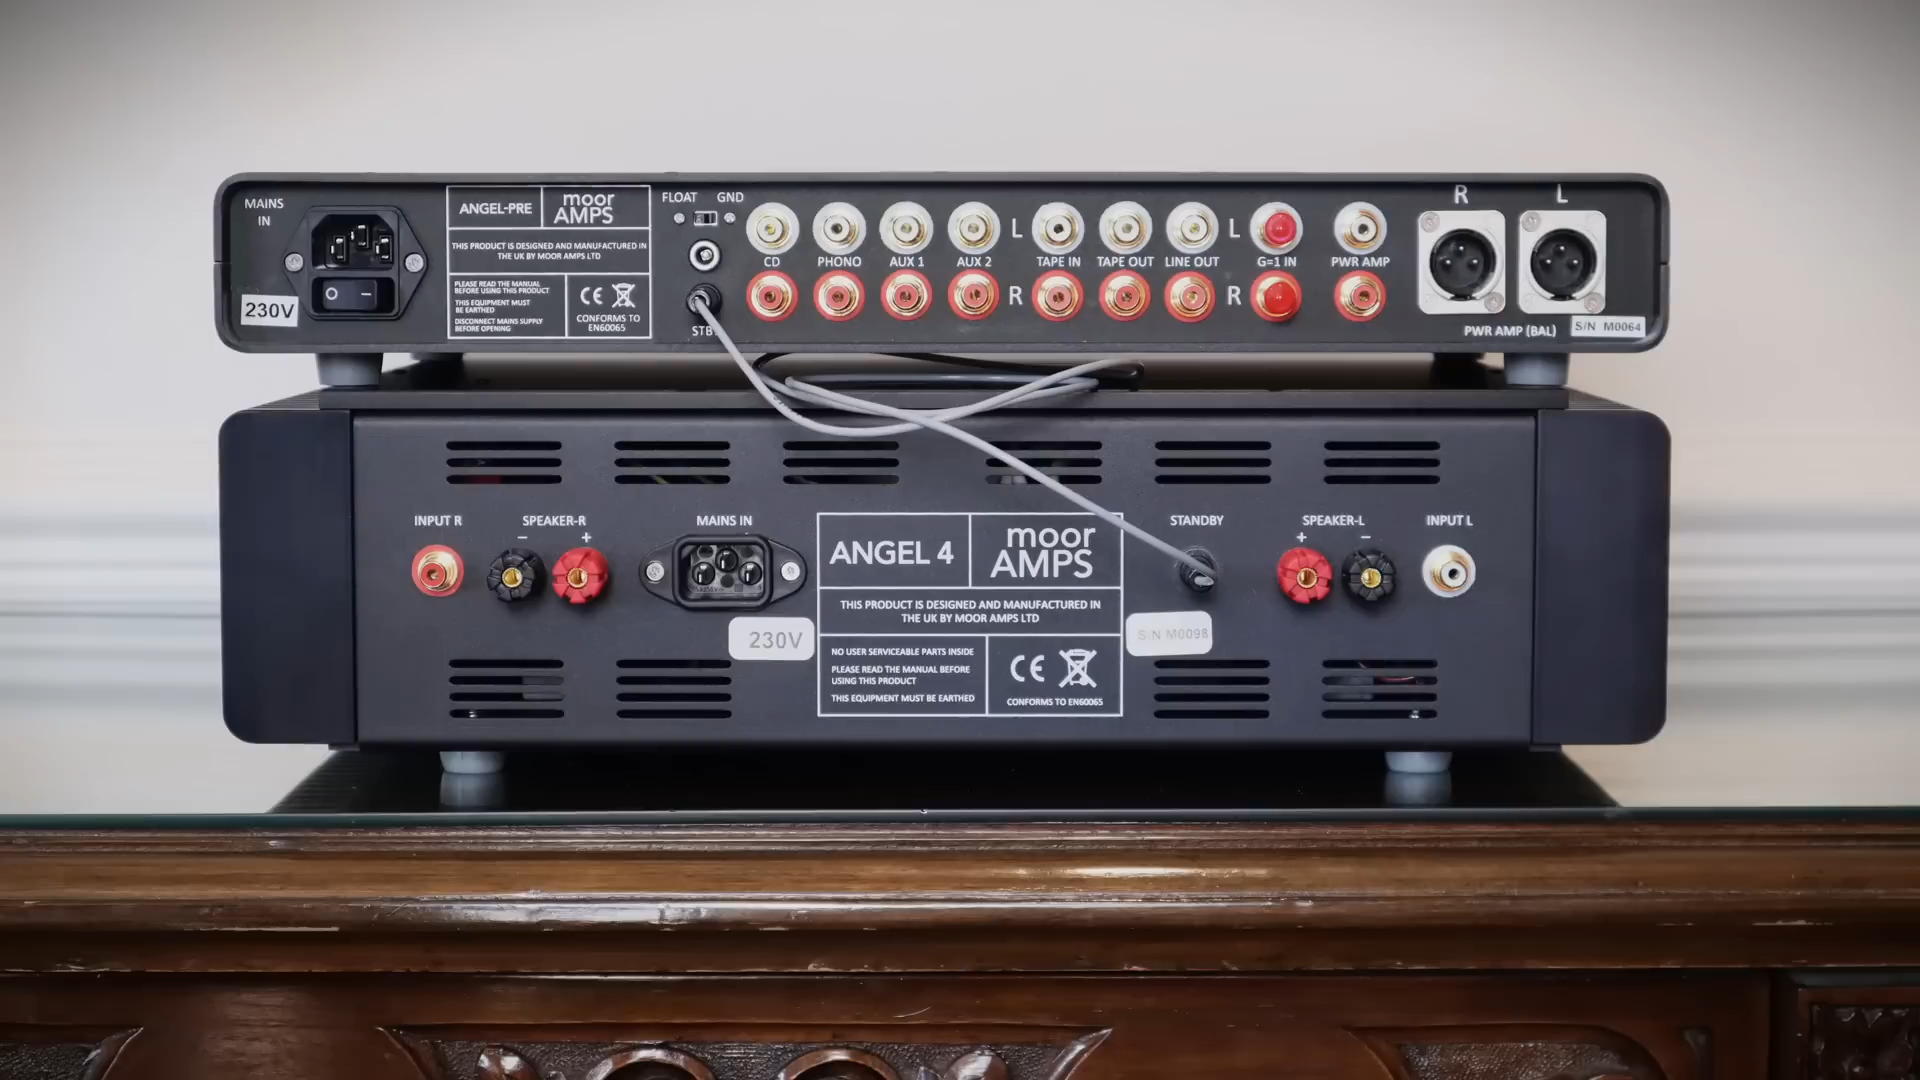 MAINS
IN
230V
ANGEL-PRE
moor
AMPS
THIS PRODUCT IS DESIGNED AND MANUFACTURED IN
THE UK BY MOOR AMPS LTD
PLEASE READ THE MANUAL
BEFORE USING THIS PRODUCT
THIS EQUIPMENT MUST
BE EARTHED
DISCONNECT MAINS SUPPLY
BEFORE OPENING
CE
CONFORMS TO
EN60065
FLOAT GND
STB
L L
CD PHONO AUX 1 AUX 2 TAPE IN TAPE OUT LINE OUT G=1 IN PWR AMP
R R
R L
PWR AMP (BAL)
S/N M0064
INPUT R SPEAKER-R MAINS IN
− +
230V
ANGEL 4
moor
AMPS
THIS PRODUCT IS DESIGNED AND MANUFACTURED IN
THE UK BY MOOR AMPS LTD
NO USER SERVICEABLE PARTS INSIDE
PLEASE READ THE MANUAL BEFORE
USING THIS PRODUCT
THIS EQUIPMENT MUST BE EARTHED
CE
CONFORMS TO EN60065
STANDBY SPEAKER-L INPUT L
+ −
S/N M0098